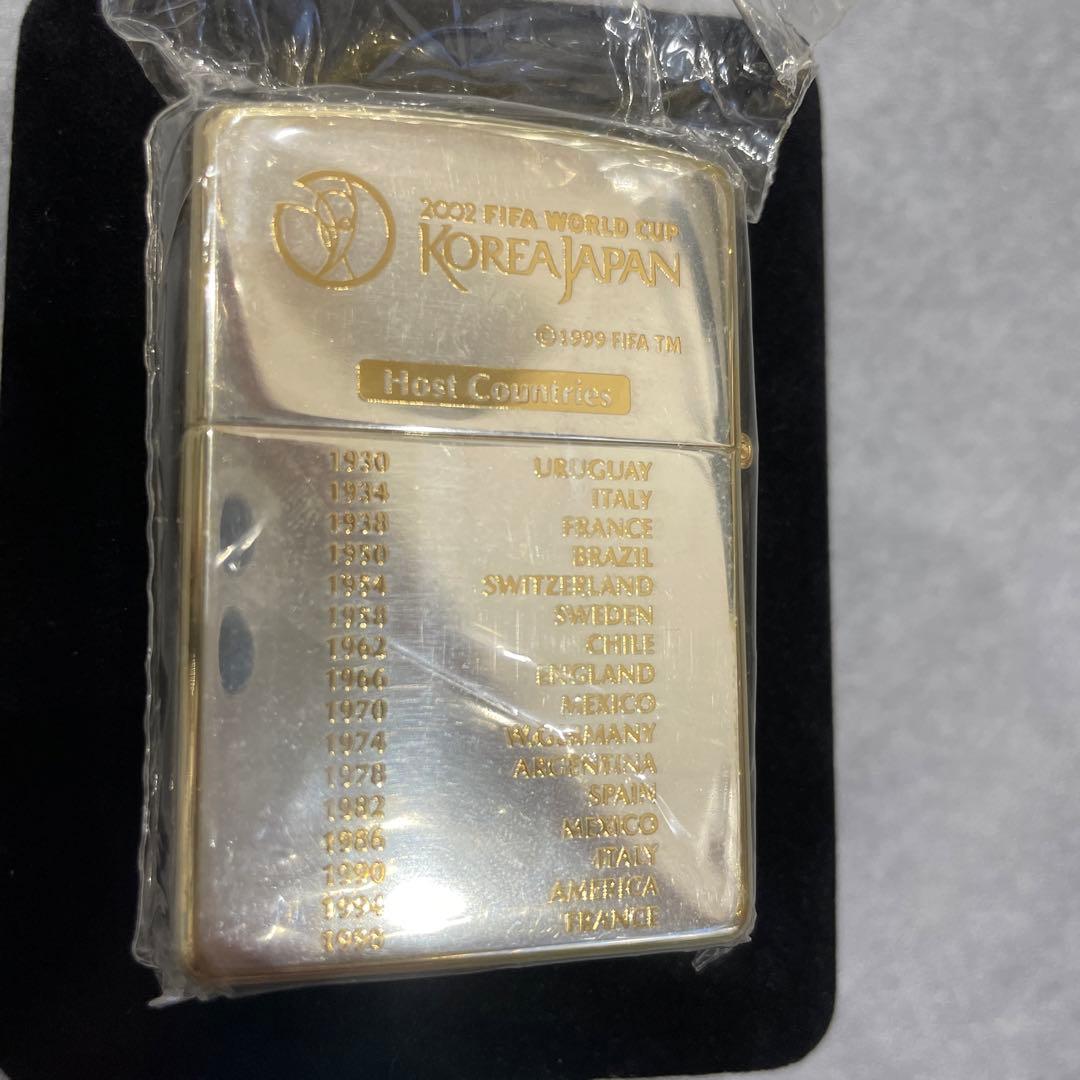 2002 FIFA WORLD CUP
KOREAJAPAN
©1999 FIFA TM
Host Countries
1930 URUGUAY
1934 ITALY
1938 FRANCE
1950 BRAZIL
1954 SWITZERLAND
1958 SWEDEN
1962 CHILE
1966 ENGLAND
1970 MEXICO
1974 W.GERMANY
1978 ARGENTINA
1982 SPAIN
1986 MEXICO
1990 ITALY
1994 AMERICA
1998 FRANCE